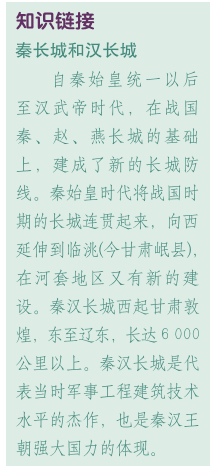 知识链接
秦长城和汉长城
自秦始皇统一以后
至汉武帝时代，在战国
秦、赵、燕长城的基础
上，建成了新的长城防
线。秦始皇时代将战国时
期的长城连贯起来，向西
延伸到临洮(今甘肃岷县)，
在河套地区又有新的建
设。秦汉长城西起甘肃敦
煌，东至辽东，长达6 000
公里以上。秦汉长城是代
表当时军事工程建筑技术
水平的杰作，也是秦汉王
朝强大国力的体现。